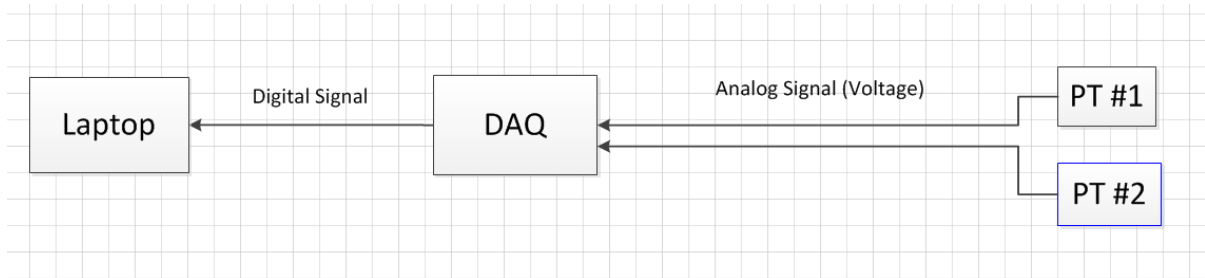 Laptop
Digital Signal
DAQ
Analog Signal (Voltage)
PT #1
PT #2